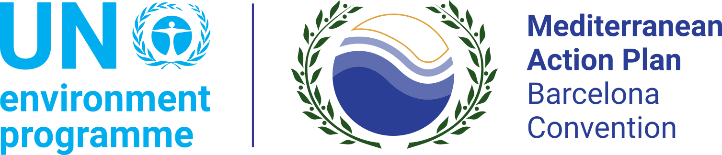 UN
environment
programme
Mediterranean
Action Plan
Barcelona
Convention